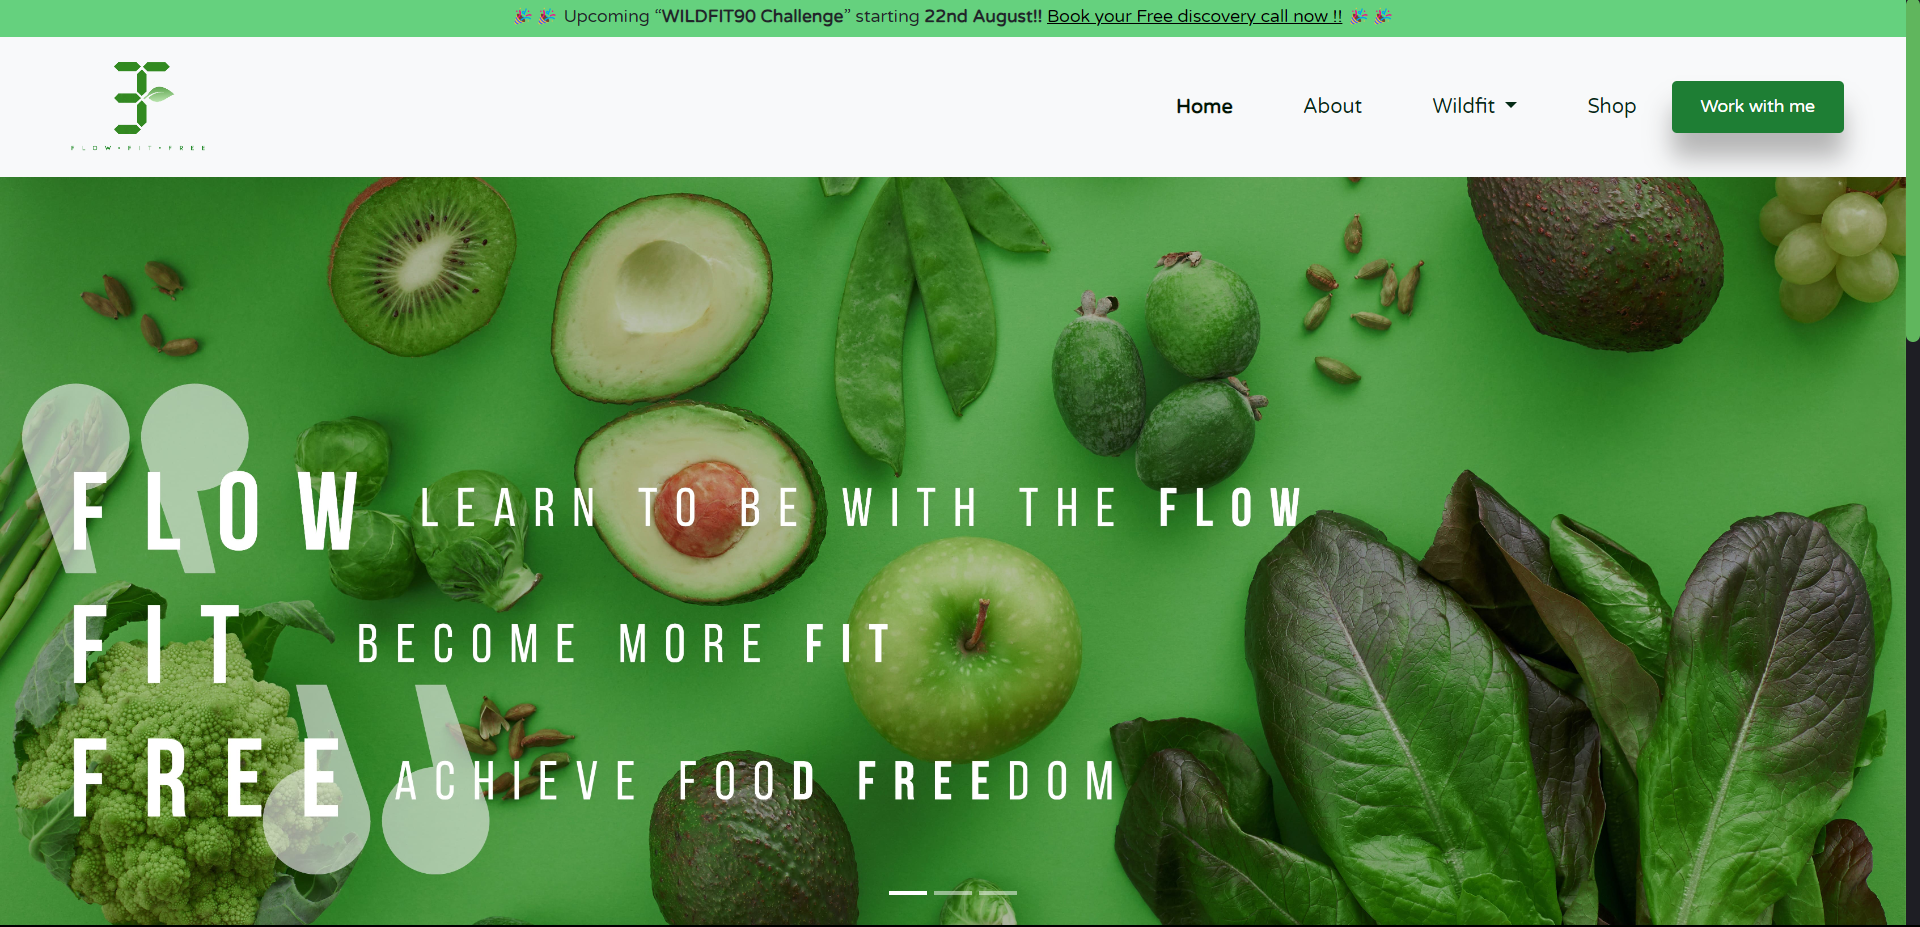 🎉 🎉 Upcoming “WILDFIT90 Challenge” starting 22nd August!! Book your Free discovery call now !! 🎉 🎉
FLOW•FIT•FREE
Home About Wildfit Shop Work with me
FLOW LEARN TO BE WITH THE FLOW
FIT BECOME MORE FIT
FREE ACHIEVE FOOD FREEDOM